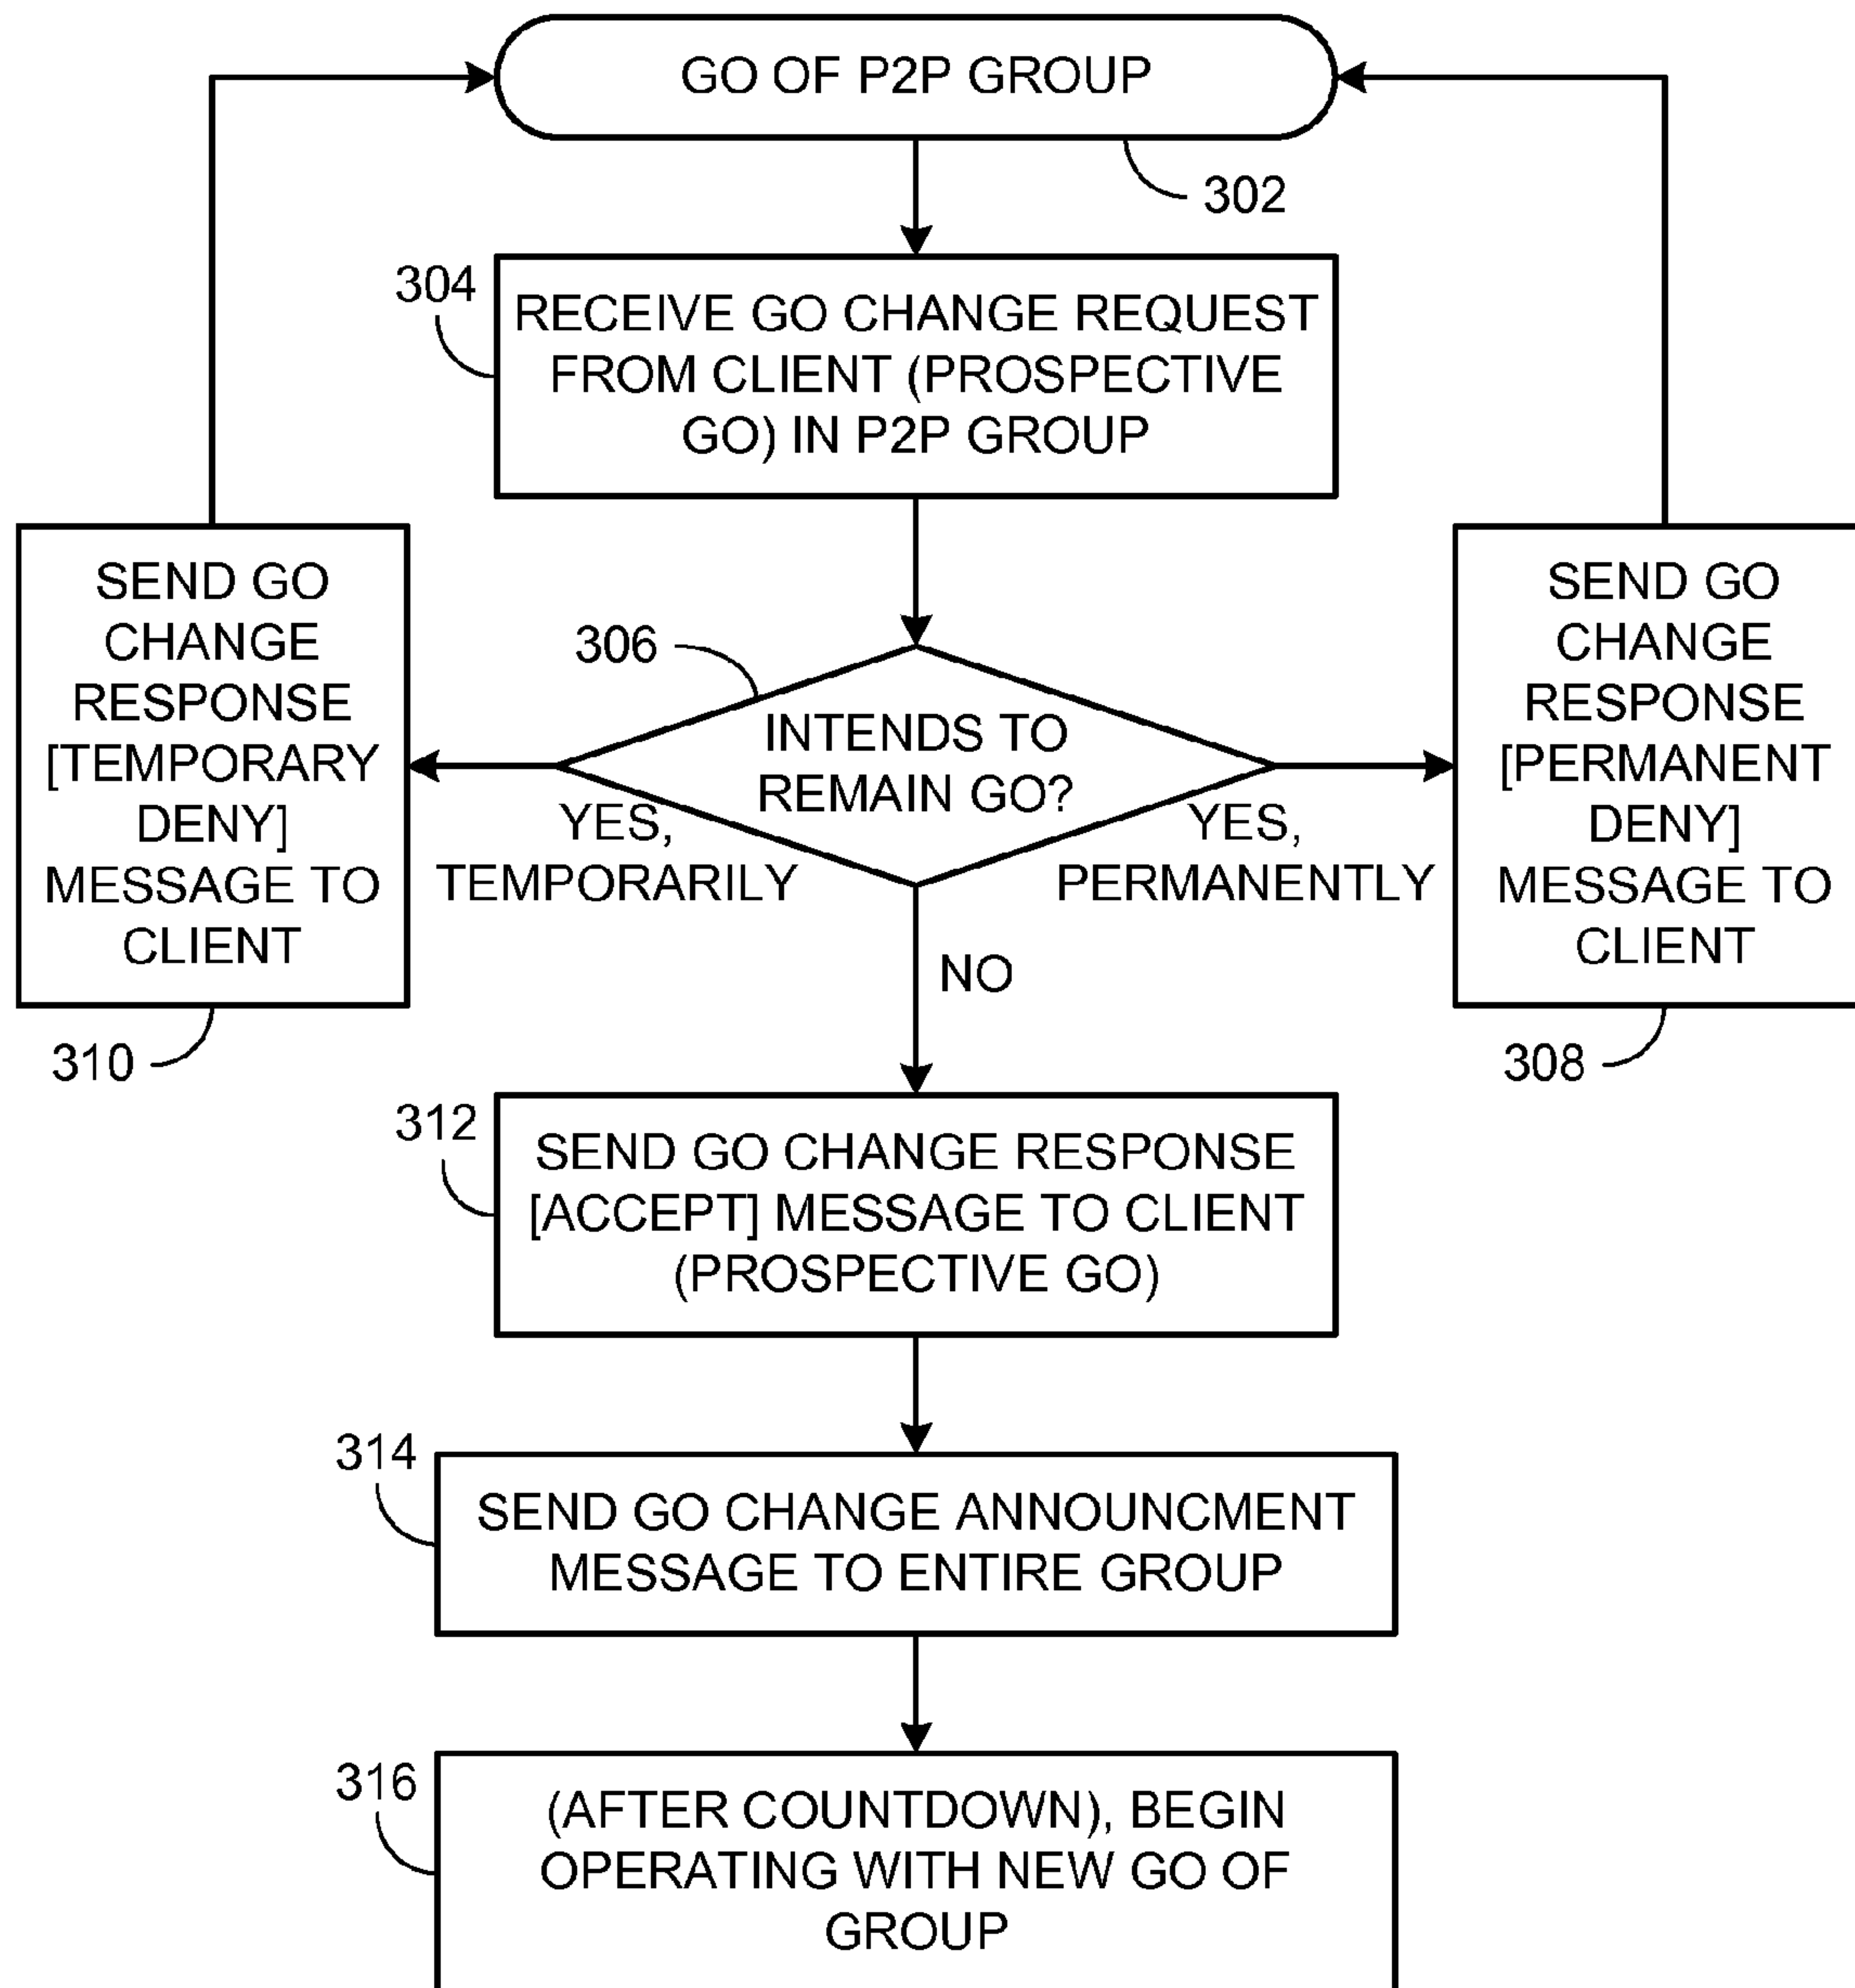 GO OF P2P GROUP
302
304
RECEIVE GO CHANGE REQUEST
FROM CLIENT (PROSPECTIVE
GO) IN P2P GROUP
306
INTENDS TO
REMAIN GO?
YES,
TEMPORARILY
YES,
PERMANENTLY
NO
SEND GO
CHANGE
RESPONSE
[TEMPORARY
DENY]
MESSAGE TO
CLIENT
310
SEND GO
CHANGE
RESPONSE
[PERMANENT
DENY]
MESSAGE TO
CLIENT
308
312
SEND GO CHANGE RESPONSE
[ACCEPT] MESSAGE TO CLIENT
(PROSPECTIVE GO)
314
SEND GO CHANGE ANNOUNCMENT
MESSAGE TO ENTIRE GROUP
316
(AFTER COUNTDOWN), BEGIN
OPERATING WITH NEW GO OF
GROUP